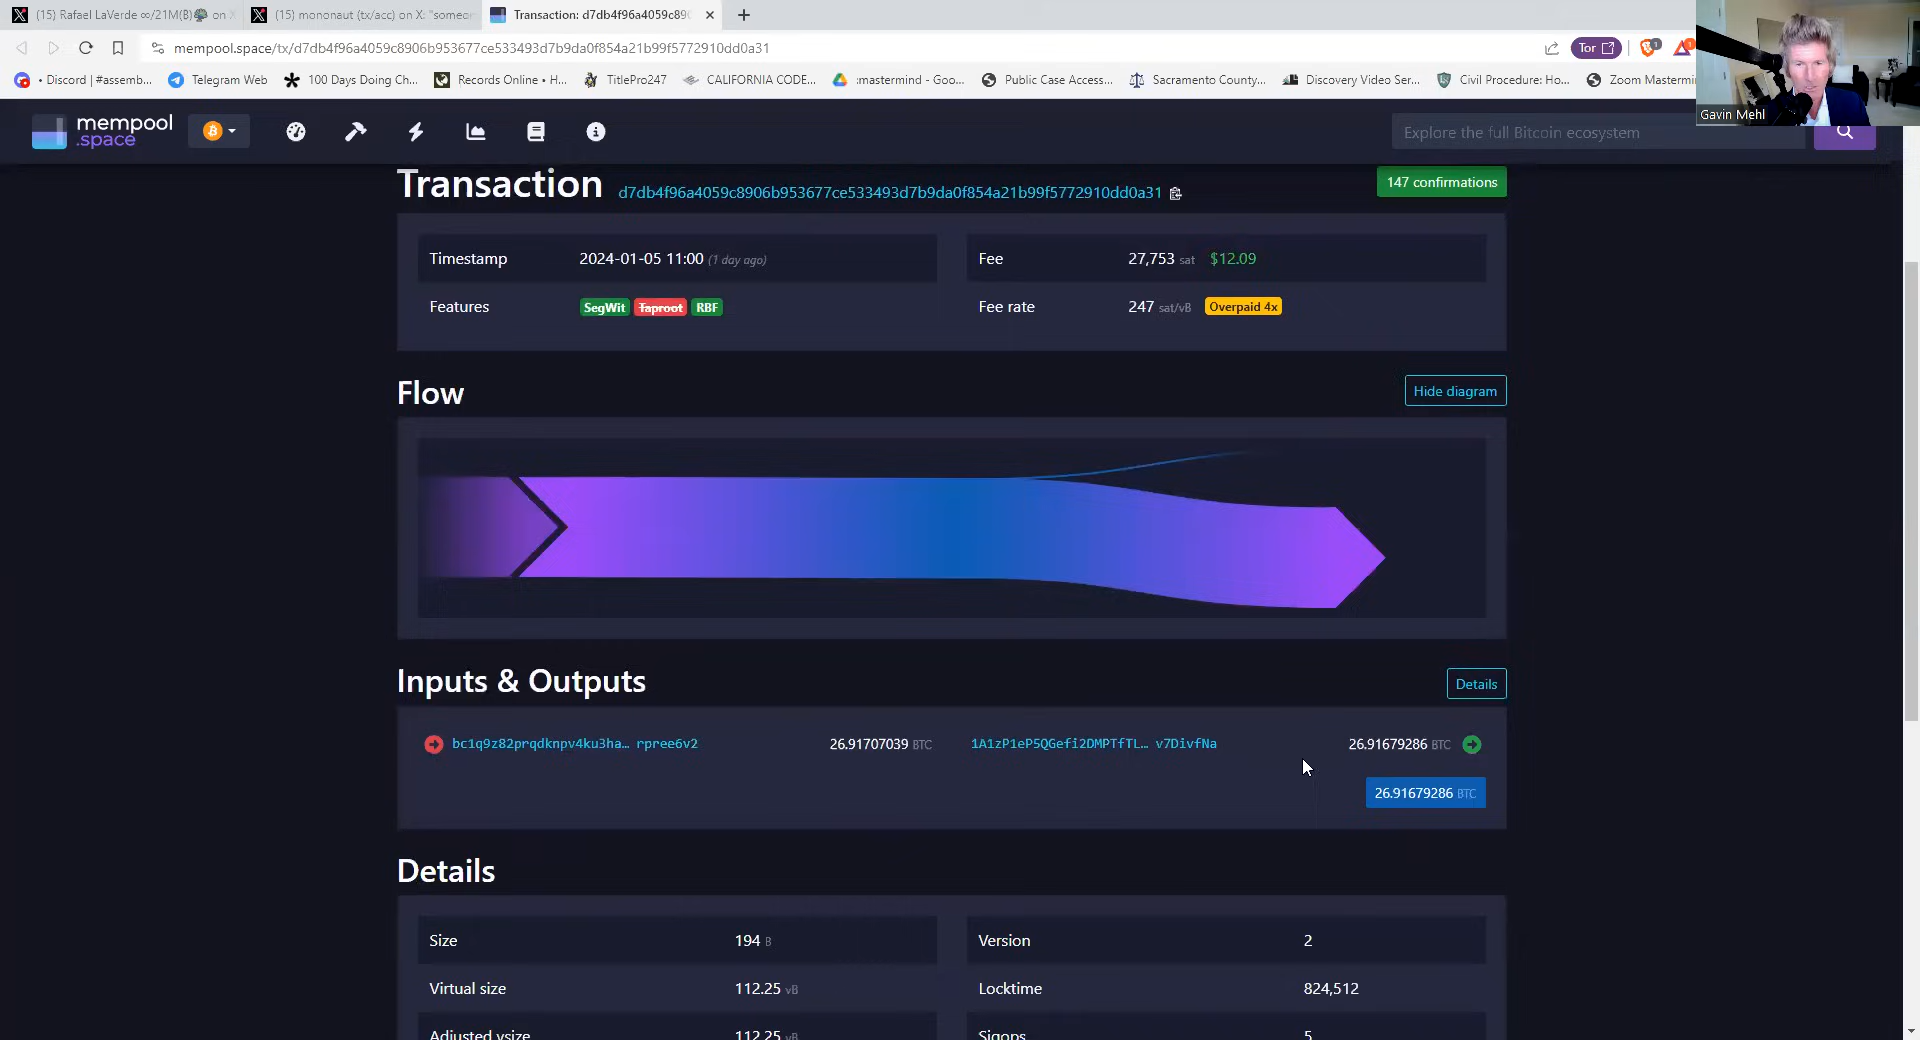 (15) Rafael LaVerde ∞/21M(₿) on X
(15) mononaut (tx/acc) on X: "someon
Transaction: d7db4f96a4059c890
mempool.space/tx/d7db4f96a4059c8906b953677ce533493d7b9da0f854a21b99f5772910dd0a31
Tor
• Discord | #assemb...
Telegram Web
100 Days Doing Ch...
Records Online • H...
TitlePro247
CALIFORNIA CODE...
:mastermind - Goo...
Public Case Access...
Sacramento County...
Discovery Video Ser...
Civil Procedure: Ho...
Zoom Mastermi
Gavin Mehl
mempool
.space
Explore the full Bitcoin ecosystem
Transaction
d7db4f96a4059c8906b953677ce533493d7b9da0f854a21b99f5772910dd0a31
147 confirmations
Timestamp 2024-01-05 11:00 (1 day ago)
Fee 27,753 sat $12.09
Features SegWit Taproot RBF
Fee rate 247 sat/vB Overpaid 4x
Flow
Hide diagram
Inputs & Outputs
Details
bc1q9z82prqdknpv4ku3ha… rpree6v2 26.91707039 BTC
1A1zP1eP5QGefi2DMPTfTL… v7DivfNa 26.91679286 BTC
26.91679286 BTC
Details
Size 194 B
Version 2
Virtual size 112.25 vB
Locktime 824,512
Adjusted vsize 112.25 vB
Sigops 5